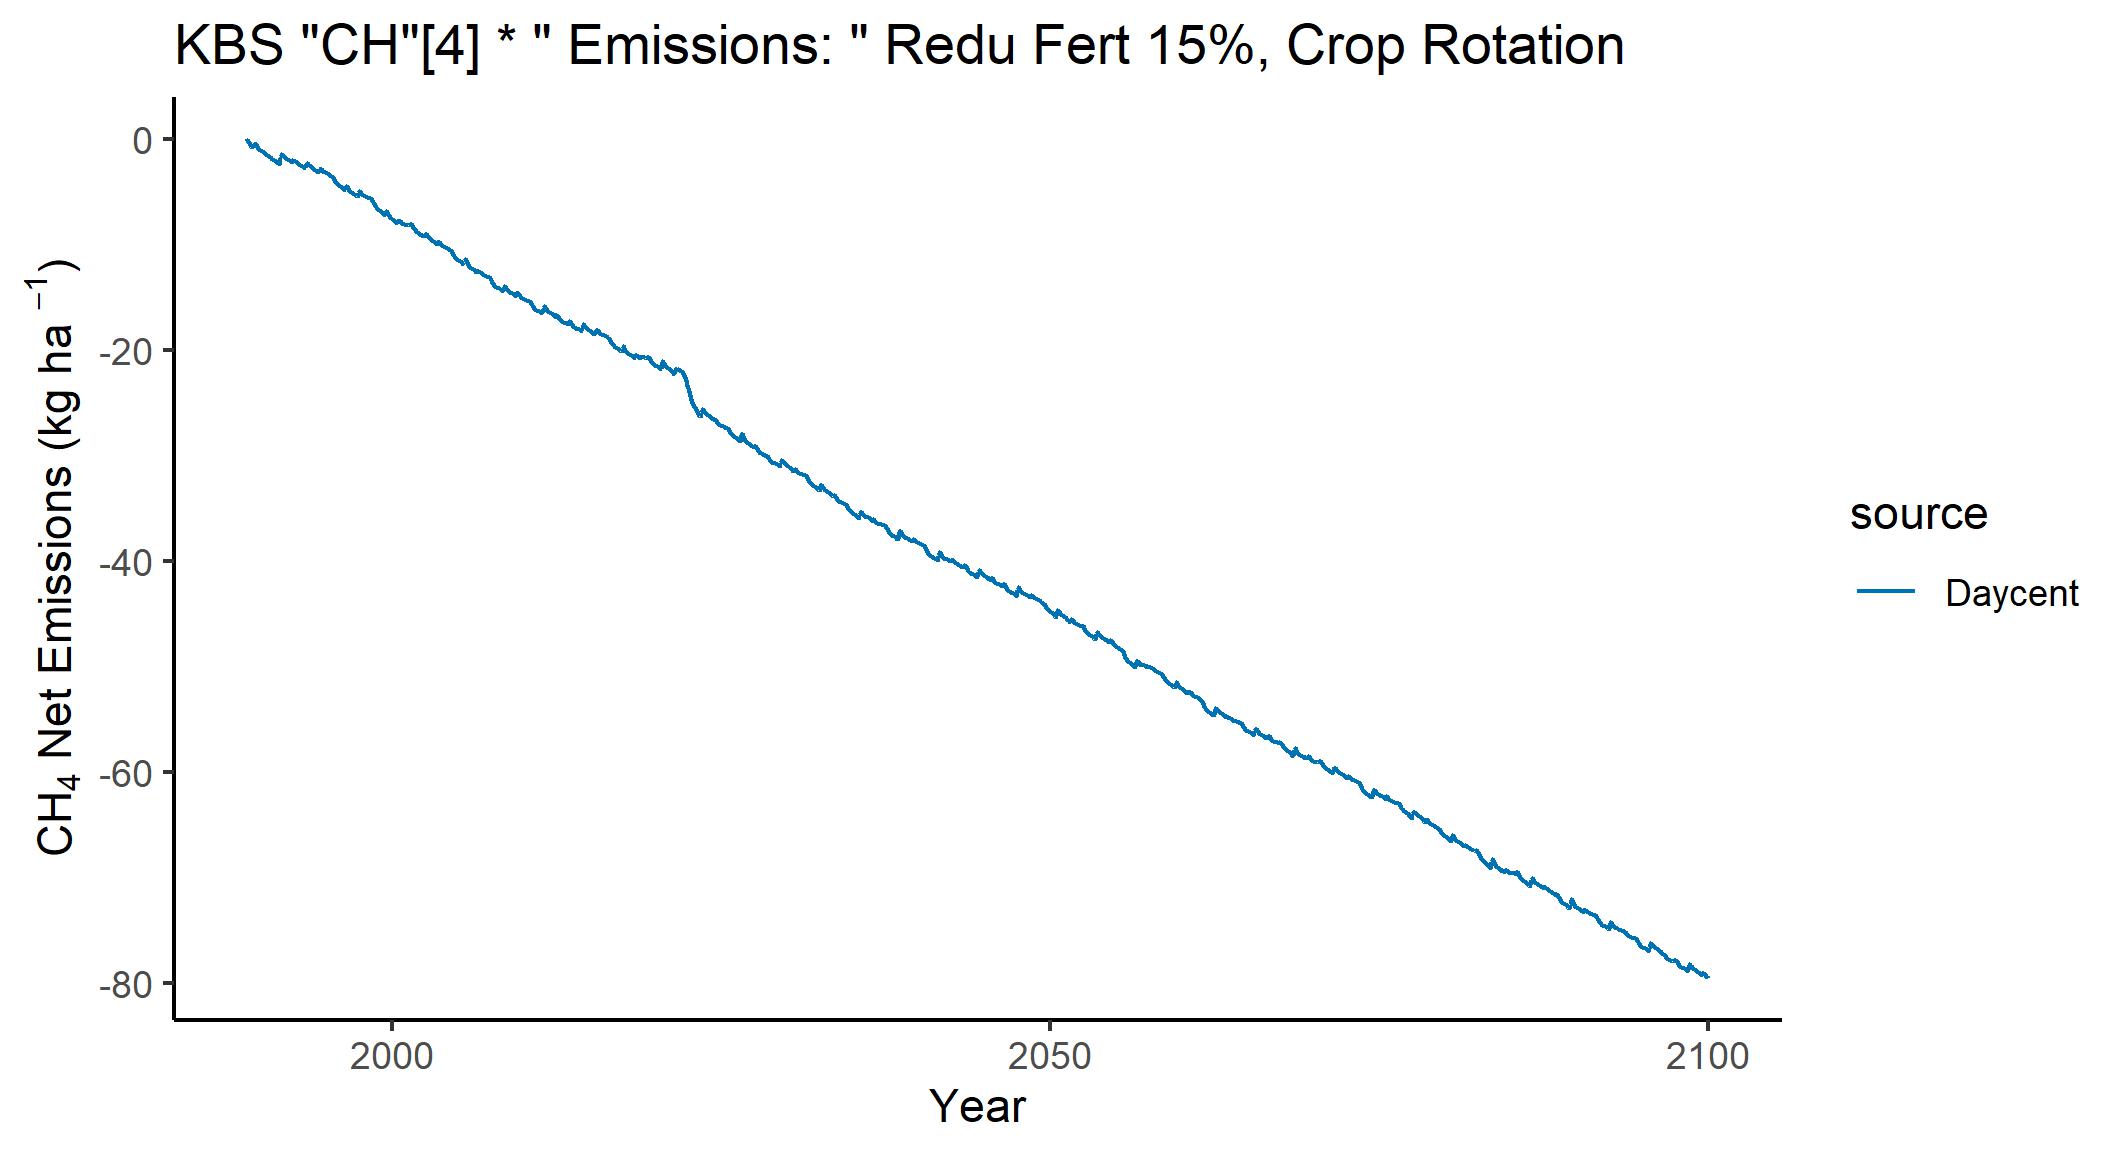 KBS "CH"[4] * " Emissions: " Redu Fert 15%, Crop Rotation
CH₄ Net Emissions (kg ha ⁻¹)
0
-20
-40
-60
-80
2000
2050
2100
Year
source
Daycent